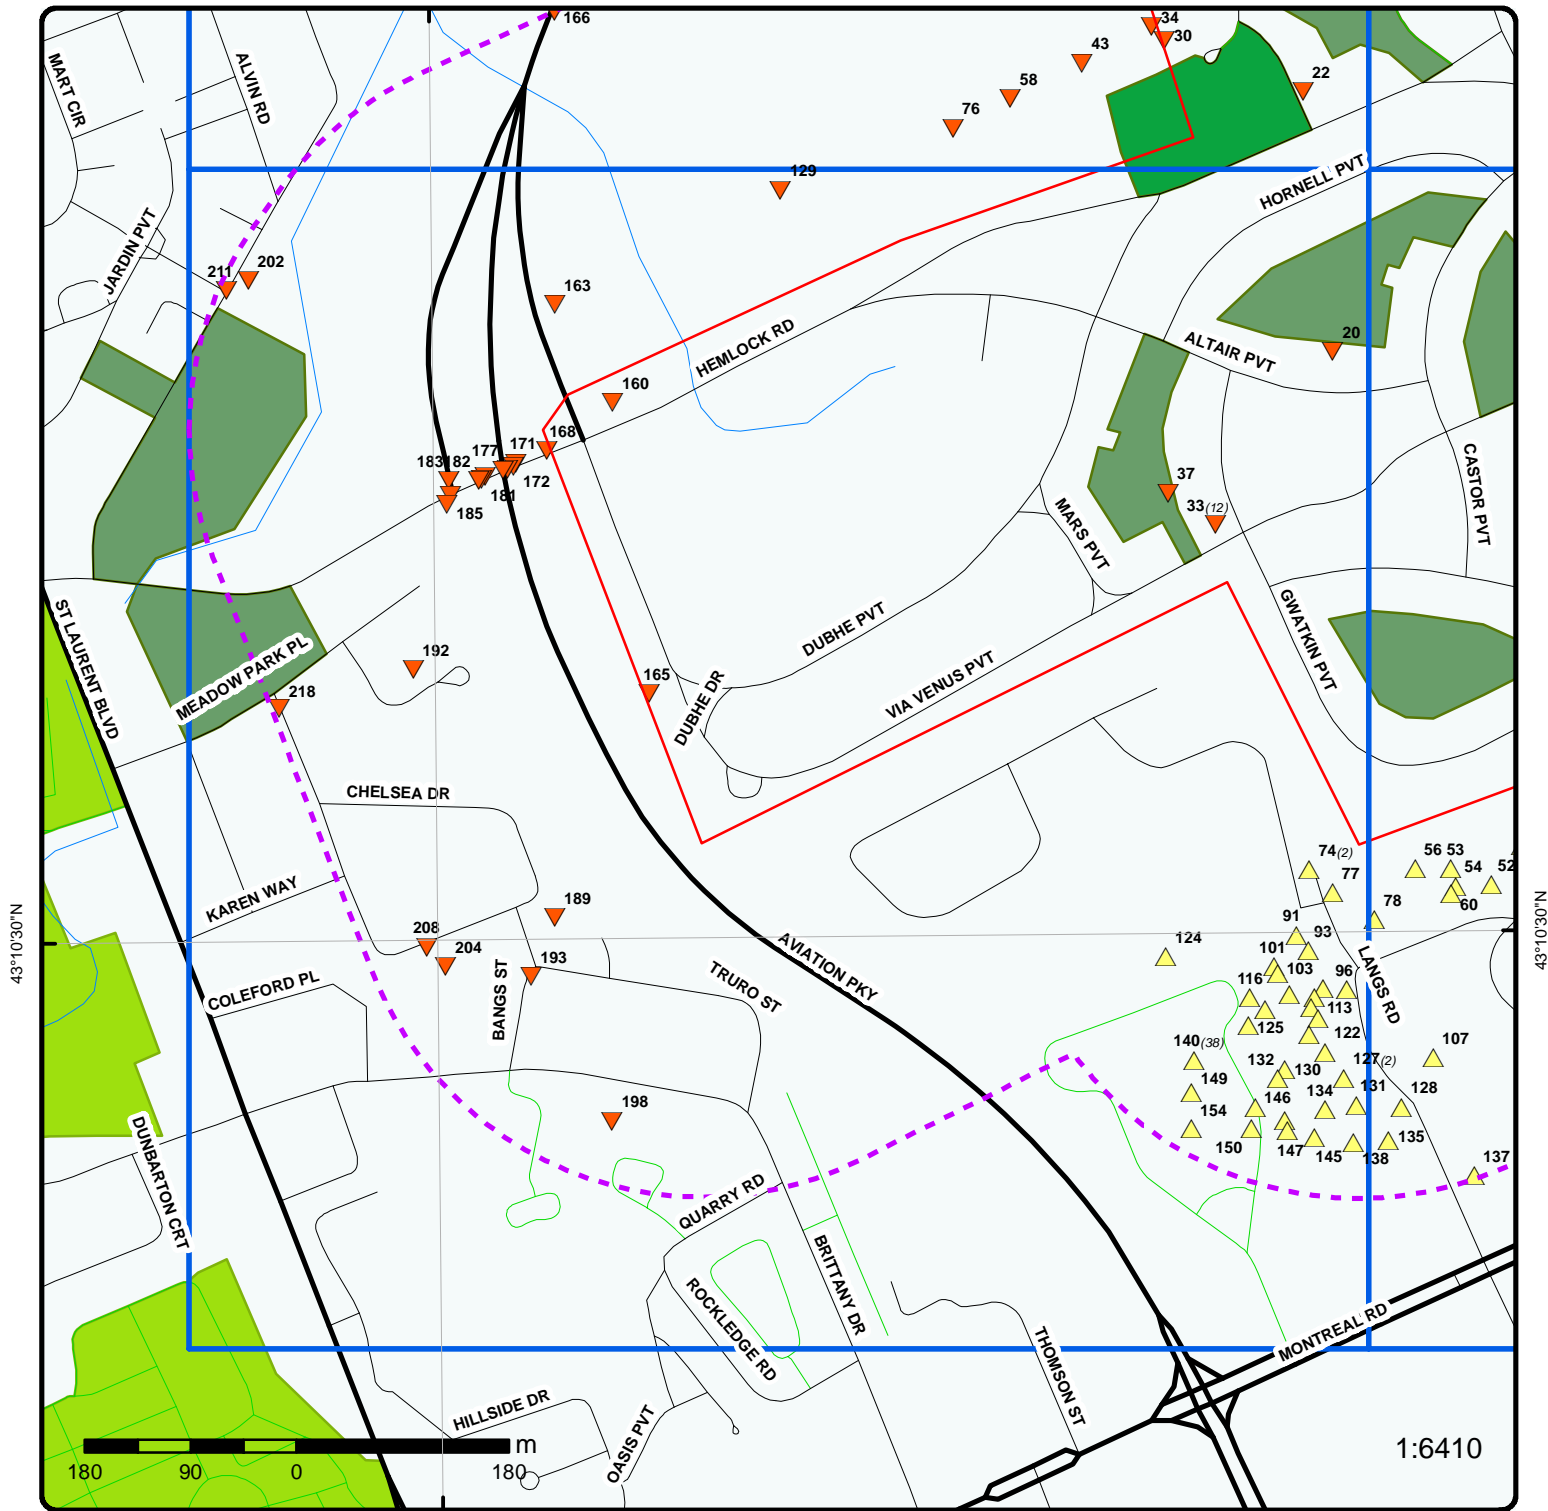 166
34
30
43
22
58
76
MART CIR
ALVIN RD
129
HORNELL PVT
JARDIN PVT
211
202
163
HEMLOCK RD
ALTAIR PVT
20
160
168
171
177
183
182
172
181
185
CASTOR PVT
37
33(12)
MARS PVT
ST LAURENT BLVD
DUBHE PVT
GWATKIN PVT
MEADOW PARK PL
192
165
DUBHE DR
VIA VENUS PVT
218
CHELSEA DR
74(2)
56
53
54
52
77
60
78
KAREN WAY
189
208
204
193
91
93
124
101
103
96
LANGS RD
43°10'30"N
43°10'30"N
AVIATION PKY
TRURO ST
BANGS ST
COLEFORD PL
116
113
125
122
140(38)
127(2)
107
132
130
149
134
131
128
146
154
198
150
147
145
138
135
137
DUNBARTON CRT
QUARRY RD
BRITTANY DR
ROCKLEDGE RD
MONTREAL RD
THOMSON ST
HILLSIDE DR
OASIS PVT
m
180
90
0
180
1:6410